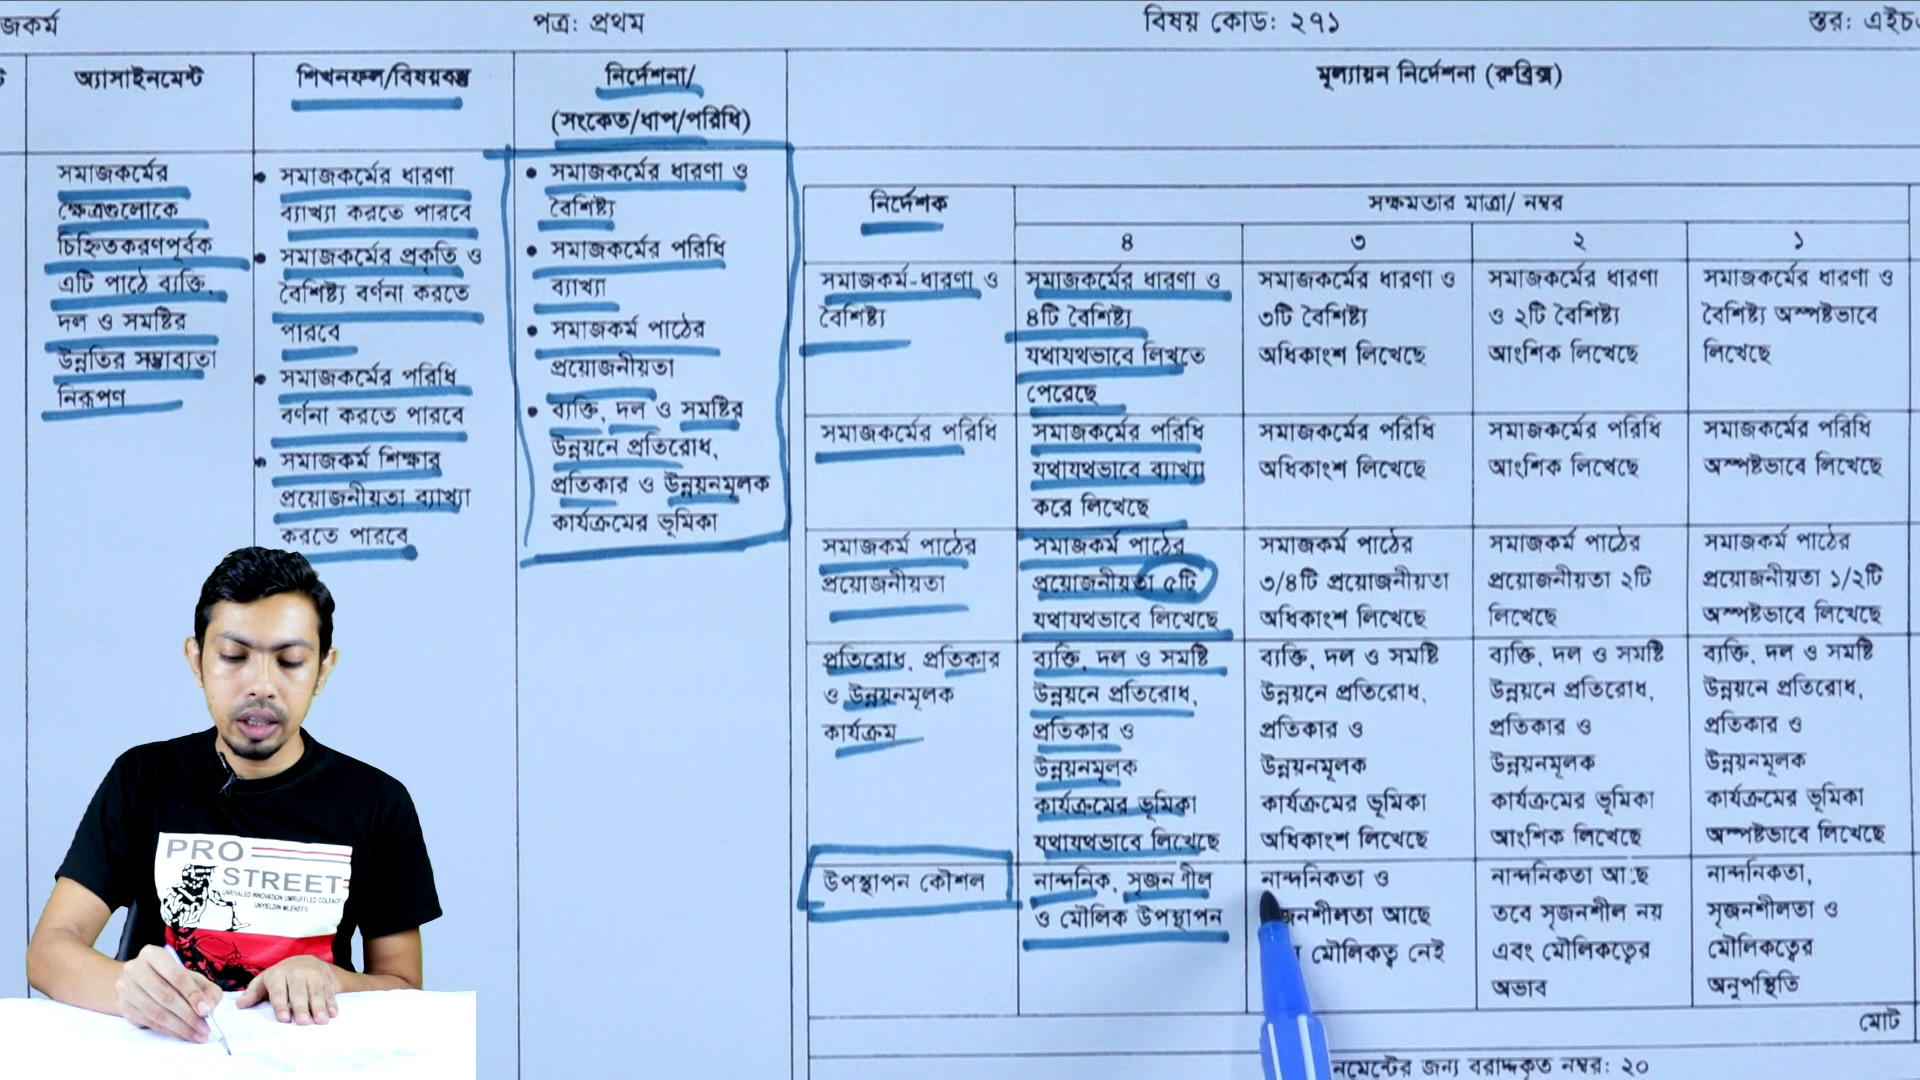 জকর্ম
পত্র: প্রথম
বিষয় কোড: ২৭১
স্তর: এইচ
অ্যাসাইনমেন্ট
শিখনফল/বিষয়বস্তু
নির্দেশনা/
(সংকেত/ধাপ/পরিধি)
মূল্যায়ন নির্দেশনা (রুব্রিক্স)
সমাজকর্মের
ক্ষেত্রগুলোকে
চিহ্নিতকরণপূর্বক
এটি পাঠে ব্যক্তি,
দল ও সমষ্টির
উন্নতির সম্ভাব্যতা
নিরূপণ
• সমাজকর্মের ধারণা
ব্যাখ্যা করতে পারবে
• সমাজকর্মের প্রকৃতি ও
বৈশিষ্ট্য বর্ণনা করতে
পারবে
• সমাজকর্মের পরিধি
বর্ণনা করতে পারবে
• সমাজকর্ম শিক্ষার
প্রয়োজনীয়তা ব্যাখ্যা
করতে পারবে
• সমাজকর্মের ধারণা ও
বৈশিষ্ট্য
• সমাজকর্মের পরিধি
ব্যাখ্যা
• সমাজকর্ম পাঠের
প্রয়োজনীয়তা
• ব্যক্তি, দল ও সমষ্টির
উন্নয়নে প্রতিরোধ,
প্রতিকার ও উন্নয়নমূলক
কার্যক্রমের ভূমিকা
নির্দেশক
সক্ষমতার মাত্রা/ নম্বর
৪
৩
২
১
সমাজকর্ম-ধারণা ও
বৈশিষ্ট্য
সমাজকর্মের ধারণা ও
৪টি বৈশিষ্ট্য
যথাযথভাবে লিখতে
পেরেছে
সমাজকর্মের ধারণা ও
৩টি বৈশিষ্ট্য
অধিকাংশ লিখেছে
সমাজকর্মের ধারণা
ও ২টি বৈশিষ্ট্য
আংশিক লিখেছে
সমাজকর্মের ধারণা ও
বৈশিষ্ট্য অস্পষ্টভাবে
লিখেছে
সমাজকর্মের পরিধি
সমাজকর্মের পরিধি
যথাযথভাবে ব্যাখ্যা
করে লিখেছে
সমাজকর্মের পরিধি
অধিকাংশ লিখেছে
সমাজকর্মের পরিধি
আংশিক লিখেছে
সমাজকর্মের পরিধি
অস্পষ্টভাবে লিখেছে
সমাজকর্ম পাঠের
প্রয়োজনীয়তা
সমাজকর্ম পাঠের
প্রয়োজনীয়তা ৫টি
যথাযথভাবে লিখেছে
সমাজকর্ম পাঠের
৩/৪টি প্রয়োজনীয়তা
অধিকাংশ লিখেছে
সমাজকর্ম পাঠের
প্রয়োজনীয়তা ২টি
লিখেছে
সমাজকর্ম পাঠের
প্রয়োজনীয়তা ১/২টি
অস্পষ্টভাবে লিখেছে
প্রতিরোধ, প্রতিকার
ও উন্নয়নমূলক
কার্যক্রম
ব্যক্তি, দল ও সমষ্টি
উন্নয়নে প্রতিরোধ,
প্রতিকার ও
উন্নয়নমূলক
কার্যক্রমের ভূমিকা
যথাযথভাবে লিখেছে
ব্যক্তি, দল ও সমষ্টি
উন্নয়নে প্রতিরোধ,
প্রতিকার ও
উন্নয়নমূলক
কার্যক্রমের ভূমিকা
অধিকাংশ লিখেছে
ব্যক্তি, দল ও সমষ্টি
উন্নয়নে প্রতিরোধ,
প্রতিকার ও
উন্নয়নমূলক
কার্যক্রমের ভূমিকা
আংশিক লিখেছে
ব্যক্তি, দল ও সমষ্টি
উন্নয়নে প্রতিরোধ,
প্রতিকার ও
উন্নয়নমূলক
কার্যক্রমের ভূমিকা
অস্পষ্টভাবে লিখেছে
উপস্থাপন কৌশল
নান্দনিক, সৃজনশীল
ও মৌলিক উপস্থাপন
নান্দনিকতা ও
জনশীলতা আছে
মৌলিকত্ব নেই
নান্দনিকতা আছে
তবে সৃজনশীল নয়
এবং মৌলিকত্বের
অভাব
নান্দনিকতা,
সৃজনশীলতা ও
মৌলিকত্বের
অনুপস্থিতি
মোট
নমেন্টের জন্য বরাদ্দকৃত নম্বর: ২০
PRO
STREET
UNRIVALED INNOVATION UNRUFFLED COLFACE